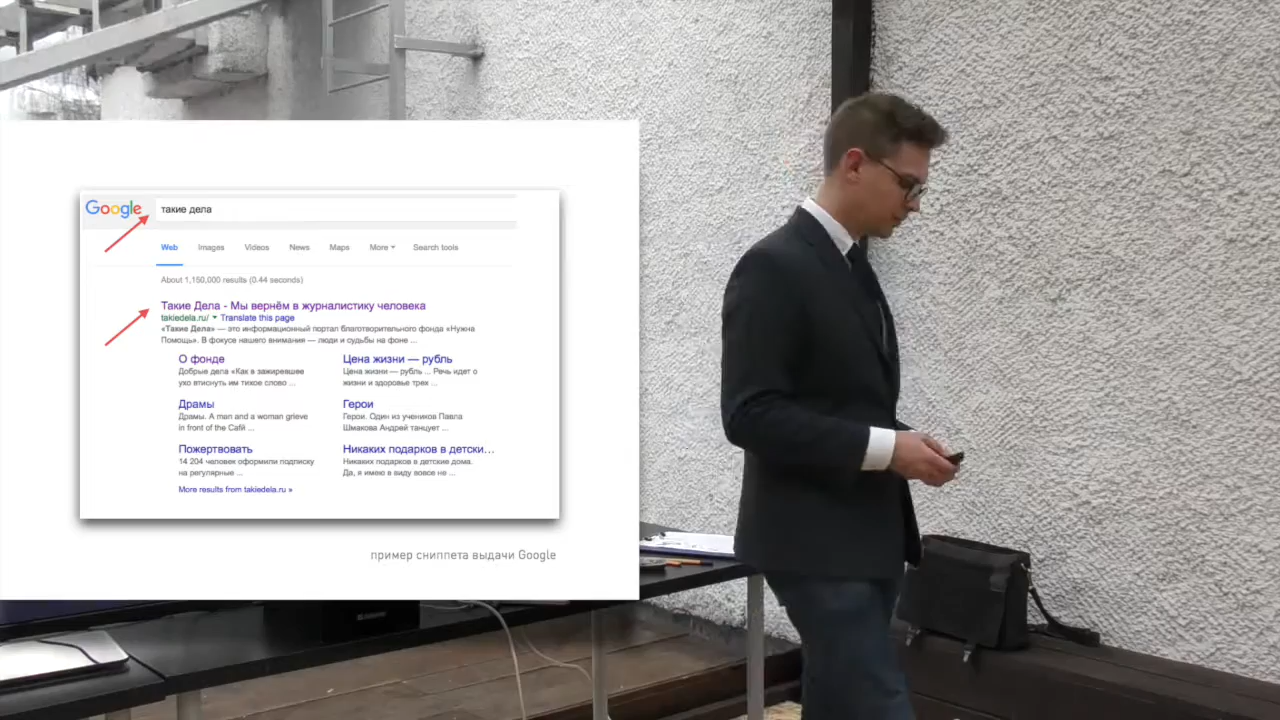 Google
такие дела
Web Images Videos News Maps More Search tools
About 1,150,000 results (0.44 seconds)
Такие Дела - Мы вернём в журналистику человека
takiedela.ru/ Translate this page
«Такие Дела» — это информационный портал благотворительного фонда «Нужна
Помощь». В фокусе нашего внимания — люди и судьбы на фоне ...
О фонде
Добрые дела «Как в зажиревшее
ухо втиснуть им тихое слово ...
Цена жизни — рубль
Цена жизни — рубль ... Речь идет о
жизни и здоровье трех ...
Драмы
Драмы. A man and a woman grieve
in front of the Café ...
Герои
Герои. Один из учеников Павла
Шмакова Андрей танцует ...
Пожертвовать
14 204 человек оформили подписку
на регулярные ...
Никаких подарков в детски...
Никаких подарков в детские дома.
Да, я имею в виду вовсе не ...
More results from takiedela.ru »
пример сниппета выдачи Google